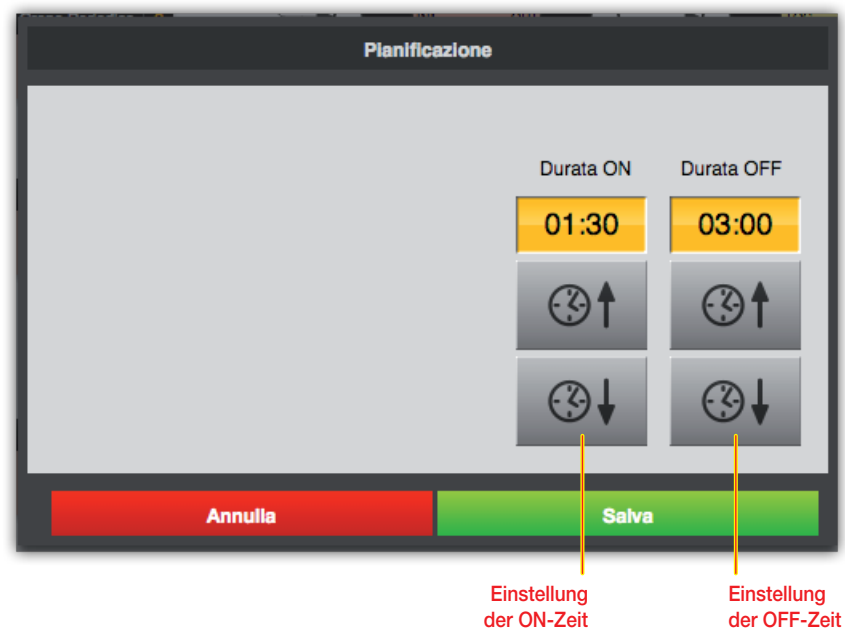 Pianificazione
Durata ON Durata OFF
01:30 03:00
Annulla Salva
Einstellung
der ON-Zeit
Einstellung
der OFF-Zeit